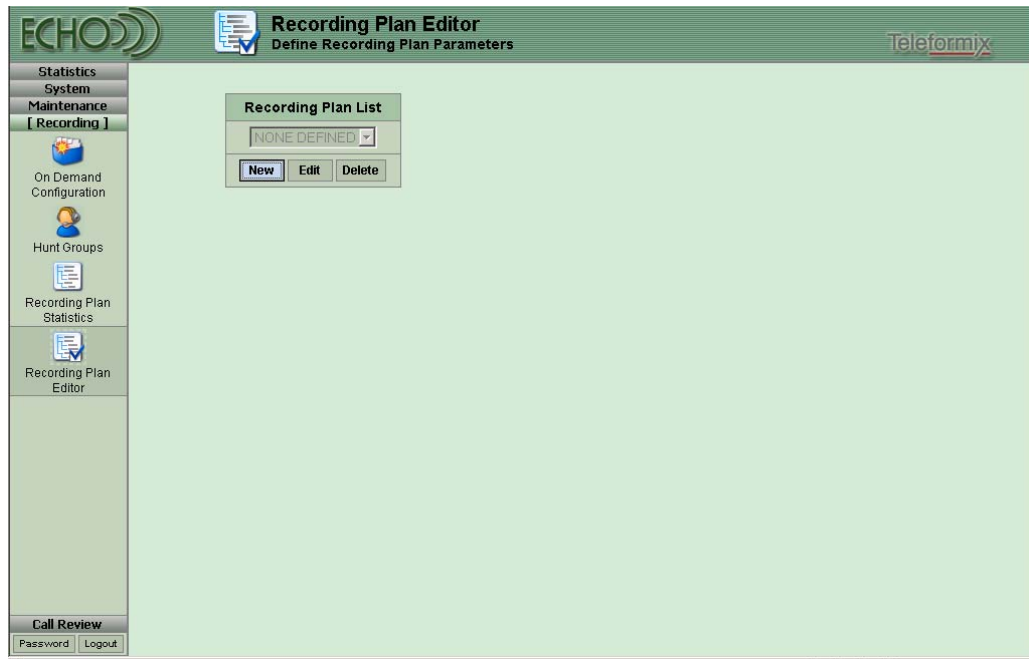 ECHO
Recording Plan Editor
Define Recording Plan Parameters
Teleformix
Statistics
System
Maintenance
[ Recording ]
On Demand
Configuration
Hunt Groups
Recording Plan
Statistics
Recording Plan
Editor
Call Review
Password Logout
Recording Plan List
NONE DEFINED
New Edit Delete